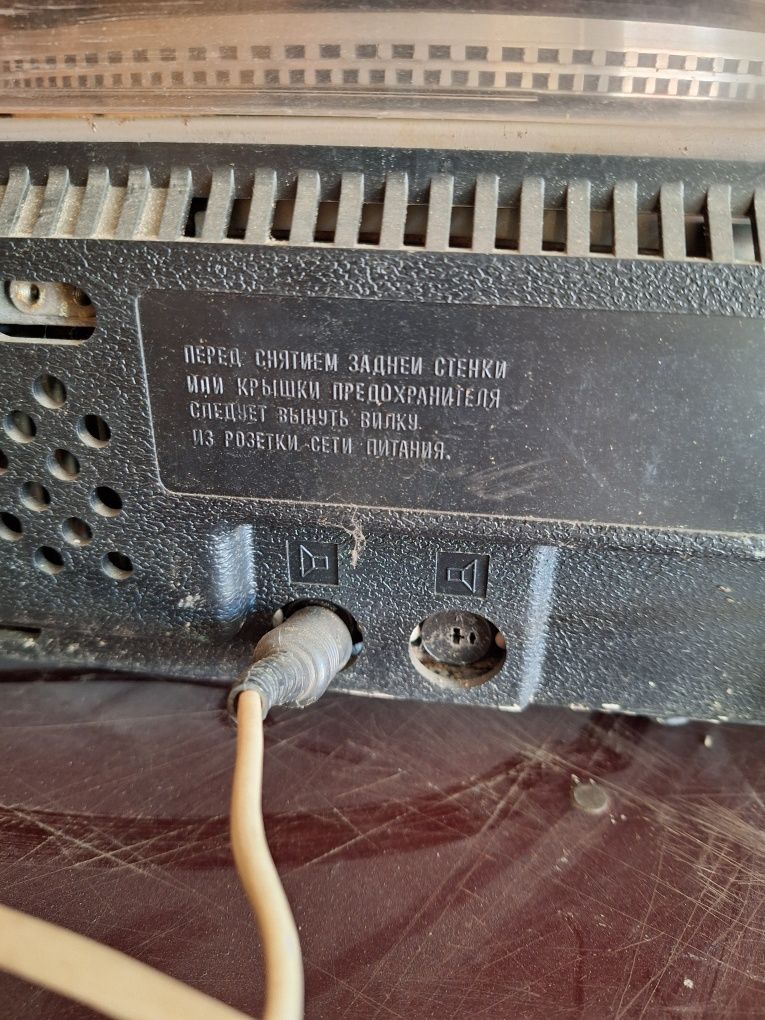 ПЕРЕД СНЯТИЕМ ЗАДНЕЙ СТЕНКИ
ИЛИ КРЫШКИ ПРЕДОХРАНИТЕЛЯ
СЛЕДУЕТ ВЫНУТЬ ВИЛКУ
ИЗ РОЗЕТКИ СЕТИ ПИТАНИЯ.